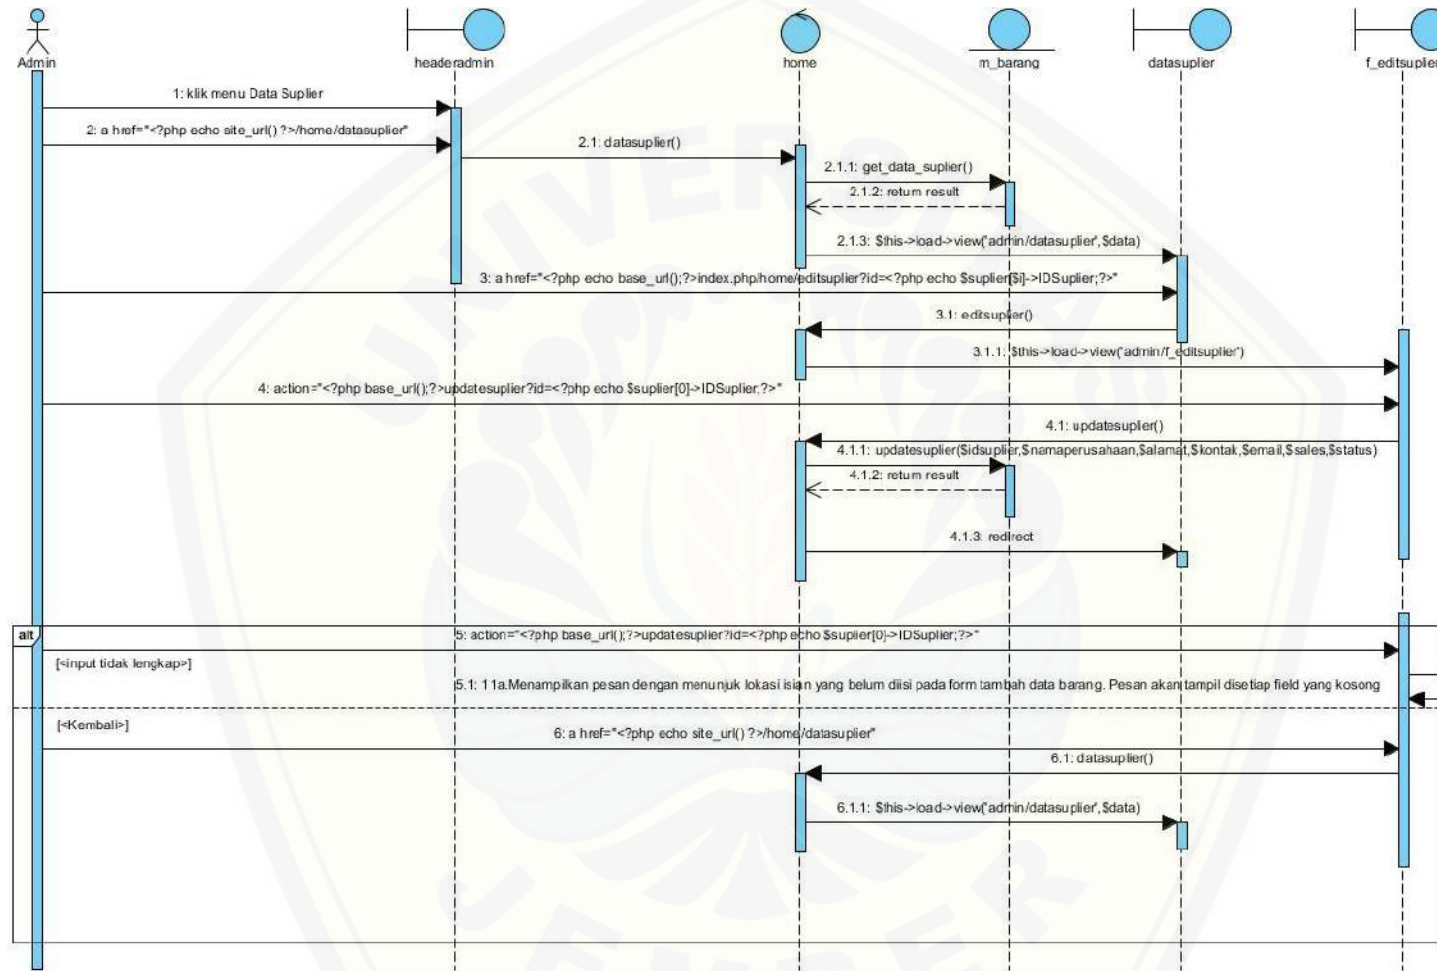 Admin
headeradmin
home
m_barang
datasuplier
f_editsuplier
1: klik menu Data Suplier
2: a href="<?php echo site_url() ?>/home/datasuplier"
2.1: datasuplier()
2.1.1: get_data_suplier()
2.1.2: return result
2.1.3: $this->load->view("admin/datasuplier",$data)
3: a href="<?php echo base_url();?>index.php/home/editsuplier?id=<?php echo $suplier[$i]->IDSuplier;?>"
3.1: editsuplier()
3.1.1: $this->load->view("admin/f_editsuplier")
4: action="<?php base_url();?>updatesuplier?id=<?php echo $suplier[0]->IDSuplier;?>"
4.1: updatesuplier()
4.1.1: updatesuplier($idsuplier,$namaperusahaan,$alamat,$kontak,$email,$sales,$status)
4.1.2: return result
4.1.3: redirect
alt
5: action="<?php base_url();?>updatesuplier?id=<?php echo $suplier[0]->IDSuplier;?>"
[<input tidak lengkap>]
5.1: 11a.Menampilkan pesan dengan menunjuk lokasi isian yang belum diisi pada form tambah data barang. Pesan akan tampil disetiap field yang kosong
[<Kembali>]
6: a href="<?php echo site_url() ?>/home/datasuplier"
6.1: datasuplier()
6.1.1: $this->load->view("admin/datasuplier",$data)
UNIVERSITAS
JEMBER